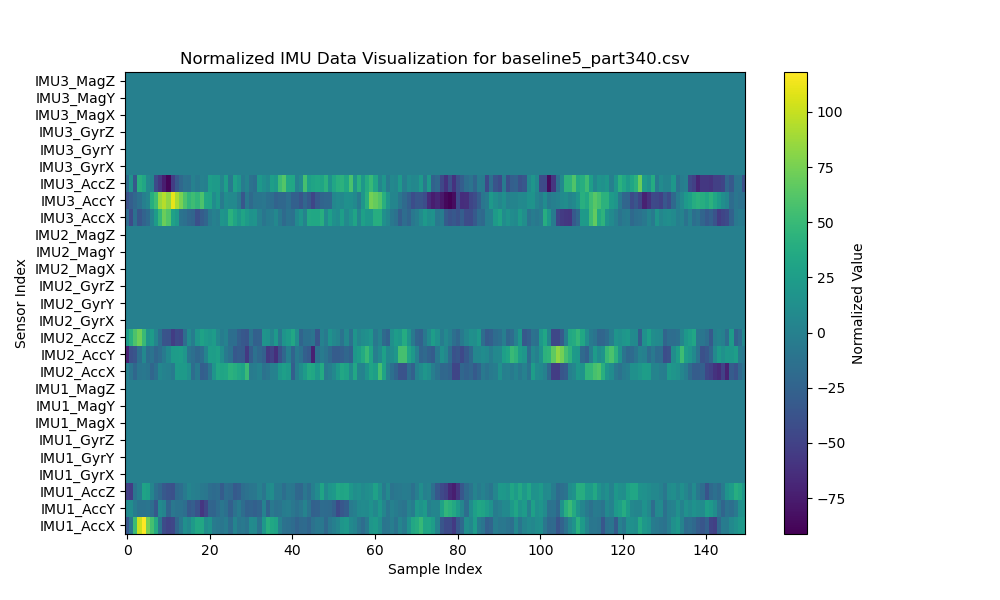 Normalized IMU Data Visualization for baseline5_part340.csv
IMU3_MagZ
IMU3_MagY
IMU3_MagX
IMU3_GyrZ
IMU3_GyrY
IMU3_GyrX
IMU3_AccZ
IMU3_AccY
IMU3_AccX
IMU2_MagZ
IMU2_MagY
IMU2_MagX
IMU2_GyrZ
IMU2_GyrY
IMU2_GyrX
IMU2_AccZ
IMU2_AccY
IMU2_AccX
IMU1_MagZ
IMU1_MagY
IMU1_MagX
IMU1_GyrZ
IMU1_GyrY
IMU1_GyrX
IMU1_AccZ
IMU1_AccY
IMU1_AccX
Sensor Index
0 20 40 60 80 100 120 140
Sample Index
100
75
50
25
0
−25
−50
−75
Normalized Value